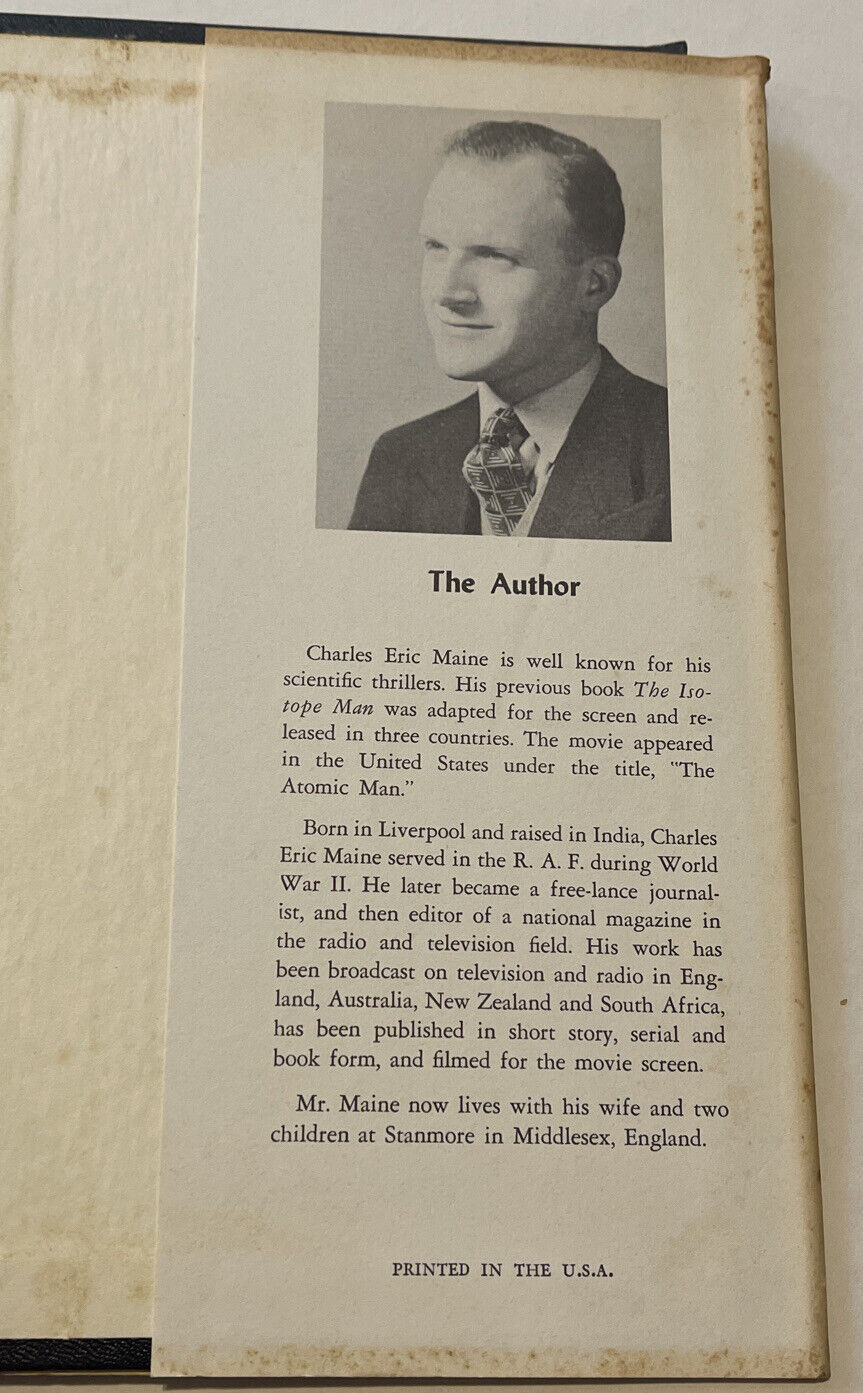 The Author
Charles Eric Maine is well known for his
scientific thrillers. His previous book The Iso-
tope Man was adapted for the screen and re-
leased in three countries. The movie appeared
in the United States under the title, "The
Atomic Man."
Born in Liverpool and raised in India, Charles
Eric Maine served in the R. A. F. during World
War II. He later became a free-lance journal-
ist, and then editor of a national magazine in
the radio and television field. His work has
been broadcast on television and radio in Eng-
land, Australia, New Zealand and South Africa,
has been published in short story, serial and
book form, and filmed for the movie screen.
Mr. Maine now lives with his wife and two
children at Stanmore in Middlesex, England.
PRINTED IN THE U.S.A.